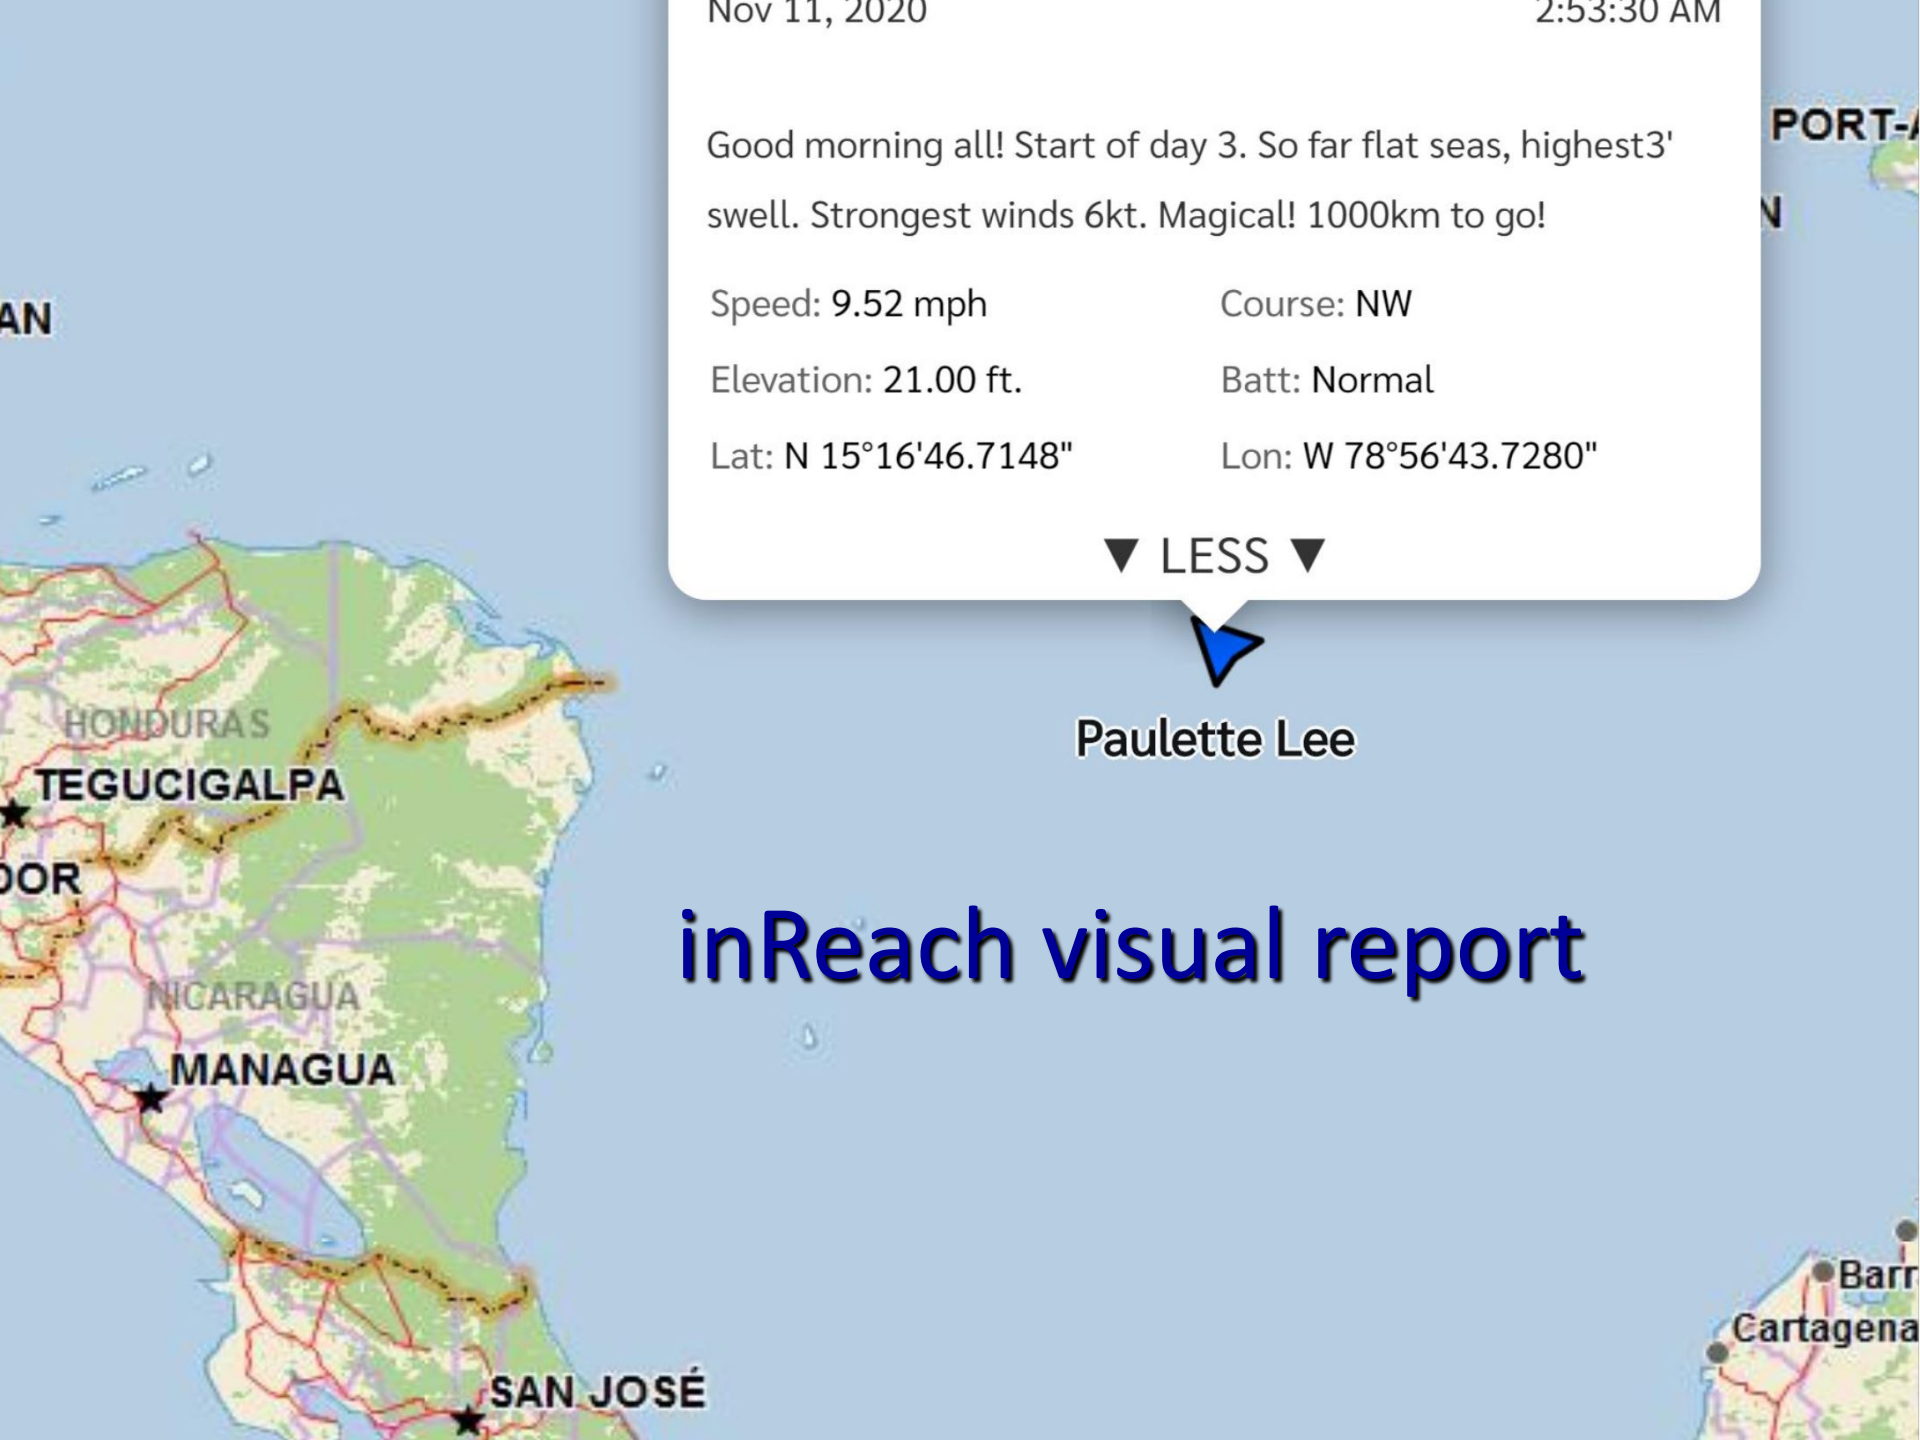 Nov 11, 2020 2:53:30 AM
Good morning all! Start of day 3. So far flat seas, highest3'
swell. Strongest winds 6kt. Magical! 1000km to go!
Speed: 9.52 mph Course: NW
Elevation: 21.00 ft. Batt: Normal
Lat: N 15°16'46.7148" Lon: W 78°56'43.7280"
▼ LESS ▼
PORT-A
N
AN
Paulette Lee
HONDURAS
TEGUCIGALPA
DOR
inReach visual report
NICARAGUA
MANAGUA
Barr
Cartagena
SAN JOSÉ